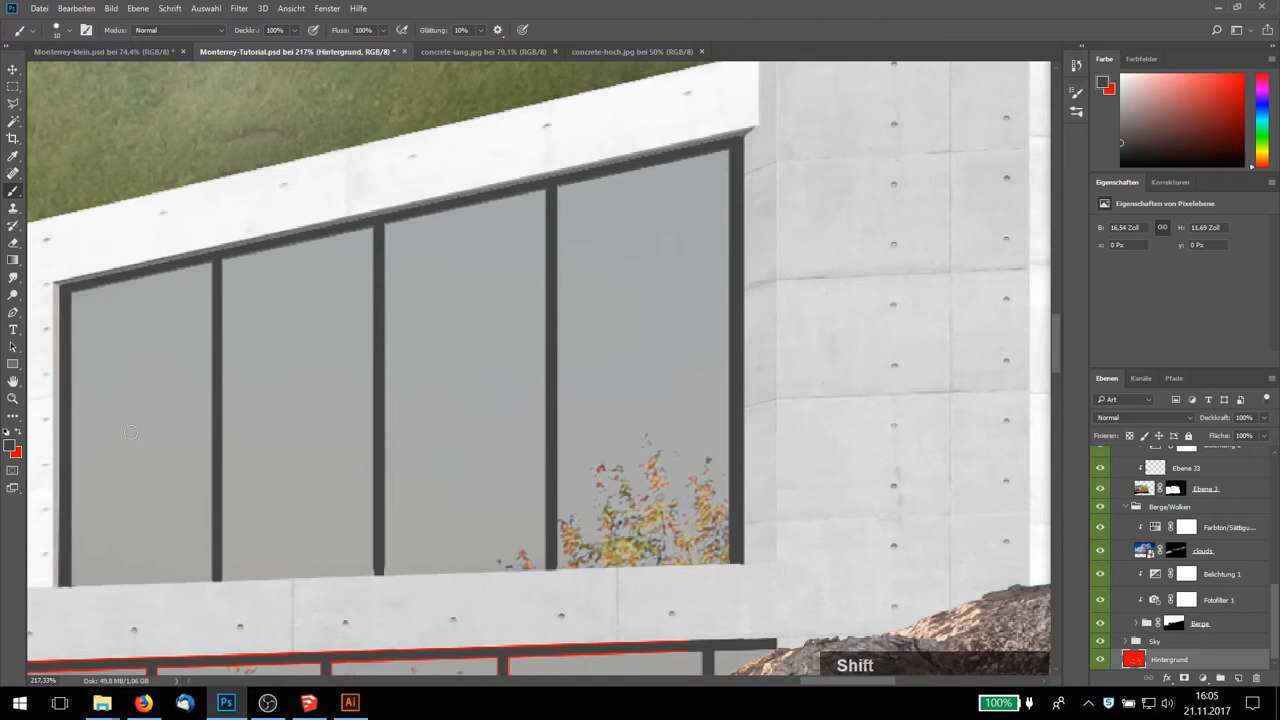 Datei Bearbeiten Bild Ebene Schrift Auswahl Filter 3D Ansicht Fenster Hilfe
10 Modus: Normal Deckkr.: 100% Fluss: 100% Glättung: 10%
Monterrey-klein.psd bei 74,4% (RGB/8) * Monterrey-Tutorial.psd bei 217% (Hintergrund, RGB/8) * concrete-lang.jpg bei 79,1% (RGB/8) concrete-hoch.jpg bei 50% (RGB/8)
Farbe Farbfelder
Eigenschaften Korrekturen
Eigenschaften von Pixelebene
B: 16,54 Zoll H: 11,69 Zoll
x: 0 Px y: 0 Px
Ebenen Kanäle Pfade
Art
Normal Deckkraft: 100%
Fixieren: Fläche: 100%
Ebene 33
Ebene 3
Berge/Wolken
Farbton/Sättigu...
clouds
Belichtung 1
Fotofilter 1
Berge
Sky
Hintergrund
Shift
217,33% Dok: 49,8 MB/1,06 GB
Ps Ai 100% 16:05
21.11.2017